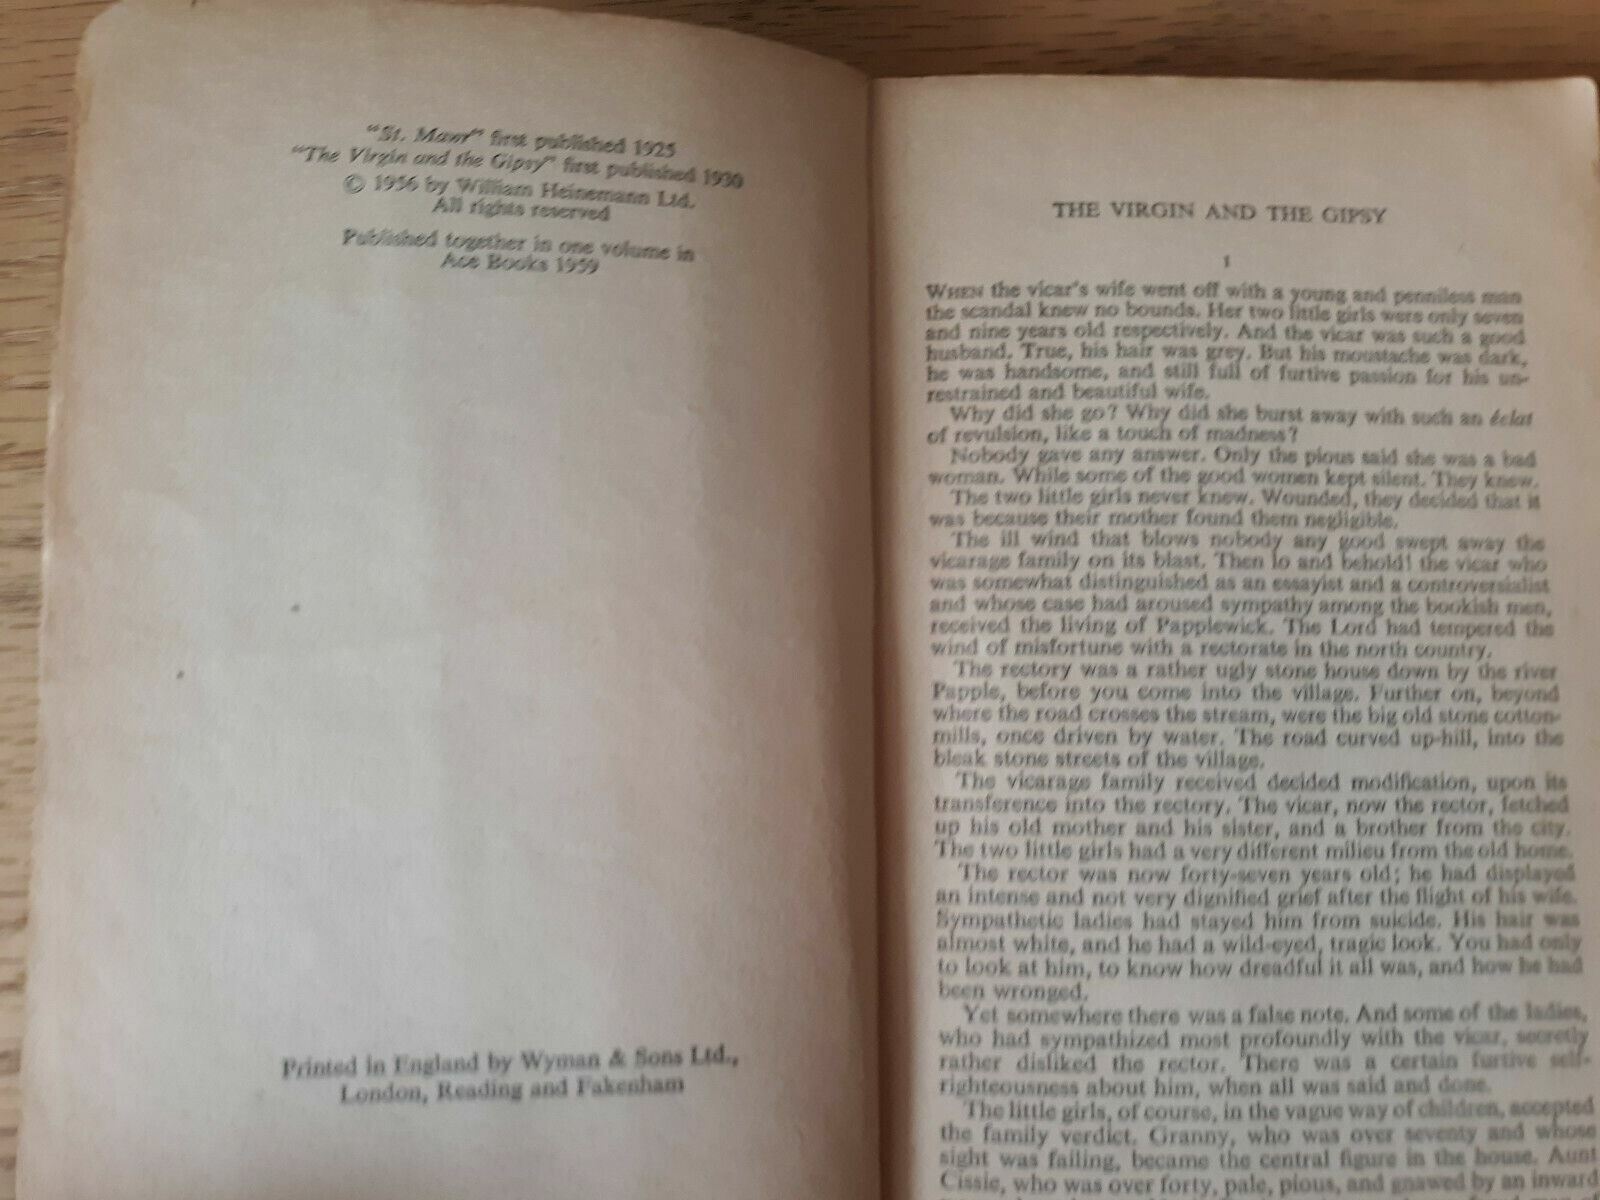 "St. Mawr" first published 1925
"The Virgin and the Gipsy" first published 1930
© 1956 by William Heinemann Ltd.
All rights reserved
Published together in one volume in
Ace Books 1959
Printed in England by Wyman & Sons Ltd.,
London, Reading and Fakenham
THE VIRGIN AND THE GIPSY
1
WHEN the vicar's wife went off with a young and penniless man
the scandal knew no bounds. Her two little girls were only seven
and nine years old respectively. And the vicar was such a good
husband. True, his hair was grey. But his moustache was dark,
he was handsome, and still full of furtive passion for his un-
restrained and beautiful wife.
Why did she go? Why did she burst away with such an éclat
of revulsion, like a touch of madness?
Nobody gave any answer. Only the pious said she was a bad
woman. While some of the good women kept silent. They knew.
The two little girls never knew. Wounded, they decided that it
was because their mother found them negligible.
The ill wind that blows nobody any good swept away the
vicarage family on its blast. Then lo and behold! the vicar who
was somewhat distinguished as an essayist and a controversialist
and whose case had aroused sympathy among the bookish men,
received the living of Papplewick. The Lord had tempered the
wind of misfortune with a rectorate in the north country.
The rectory was a rather ugly stone house down by the river
Papple, before you come into the village. Further on, beyond
where the road crosses the stream, were the big old stone cotton-
mills, once driven by water. The road curved up-hill, into the
bleak stone streets of the village.
The vicarage family received decided modification, upon its
transference into the rectory. The vicar, now the rector, fetched
up his old mother and his sister, and a brother from the city.
The two little girls had a very different milieu from the old home.
The rector was now forty-seven years old; he had displayed
an intense and not very dignified grief after the flight of his wife.
Sympathetic ladies had stayed him from suicide. His hair was
almost white, and he had a wild-eyed, tragic look. You had only
to look at him, to know how dreadful it all was, and how he had
been wronged.
Yet somewhere there was a false note. And some of the ladies,
who had sympathized most profoundly with the vicar, secretly
rather disliked the rector. There was a certain furtive self-
righteousness about him, when all was said and done.
The little girls, of course, in the vague way of children, accepted
the family verdict. Granny, who was over seventy and whose
sight was failing, became the central figure in the house. Aunt
Cissie, who was over forty, pale, pious, and gnawed by an inward